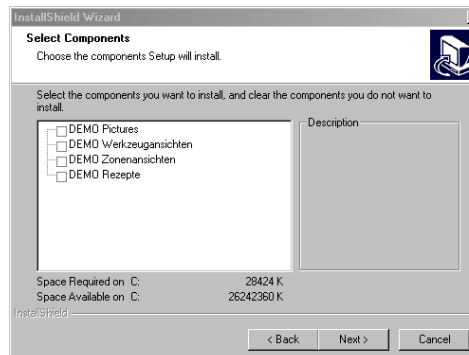 InstallShield Wizard
Select Components
Choose the components Setup will install.
Select the components you want to install, and clear the components you do not want to
install.
DEMO Pictures
DEMO Werkzeugansichten
DEMO Zonenansichten
DEMO Rezepte
Description
Space Required on C: 28424 K
Space Available on C: 26242360 K
InstallShield
< Back Next > Cancel